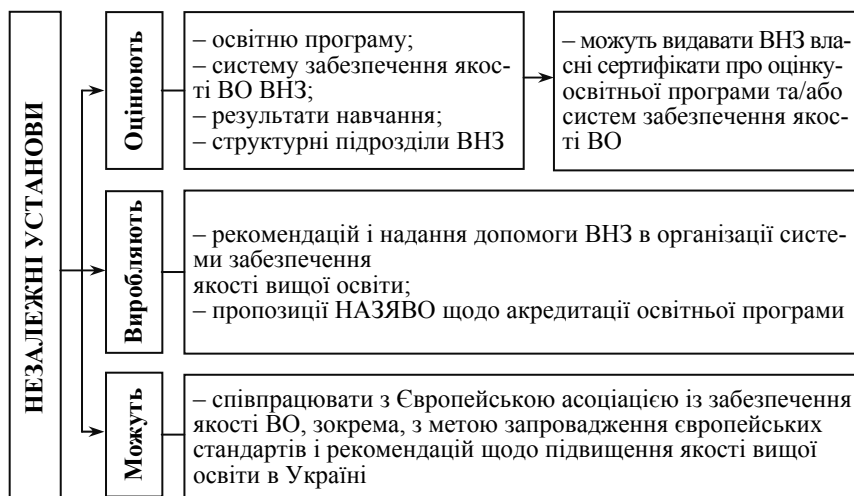 НЕЗАЛЕЖНІ УСТАНОВИ
Оцінюють
– освітню програму;
– систему забезпечення якос-
ті ВО ВНЗ;
– результати навчання;
– структурні підрозділи ВНЗ
– можуть видавати ВНЗ вла-
сні сертифікати про оцінку
освітньої програми та/або
систем забезпечення якос-
ті ВО
Виробляють
– рекомендацій і надання допомоги ВНЗ в організації систе-
ми забезпечення
якості вищої освіти;
– пропозиції НАЗЯВО щодо акредитації освітньої програми
Можуть
– співпрацювати з Європейською асоціацією із забезпечення
якості ВО, зокрема, з метою запровадження європейських
стандартів і рекомендацій щодо підвищення якості вищої
освіти в Україні